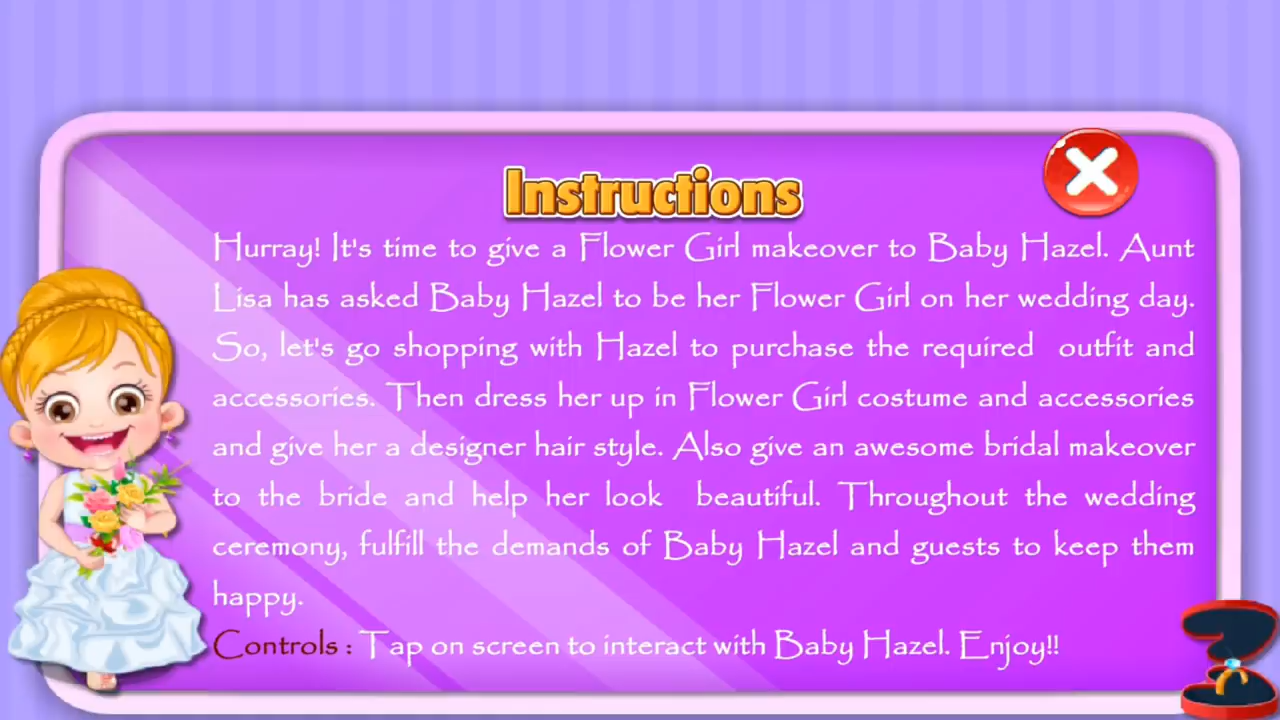 Instructions
Hurray! It's time to give a Flower Girl makeover to Baby Hazel. Aunt
Lisa has asked Baby Hazel to be her Flower Girl on her wedding day.
So, let's go shopping with Hazel to purchase the required outfit and
accessories. Then dress her up in Flower Girl costume and accessories
and give her a designer hair style. Also give an awesome bridal makeover
to the bride and help her look beautiful. Throughout the wedding
ceremony, fulfill the demands of Baby Hazel and guests to keep them
happy.
Controls : Tap on screen to interact with Baby Hazel. Enjoy!!